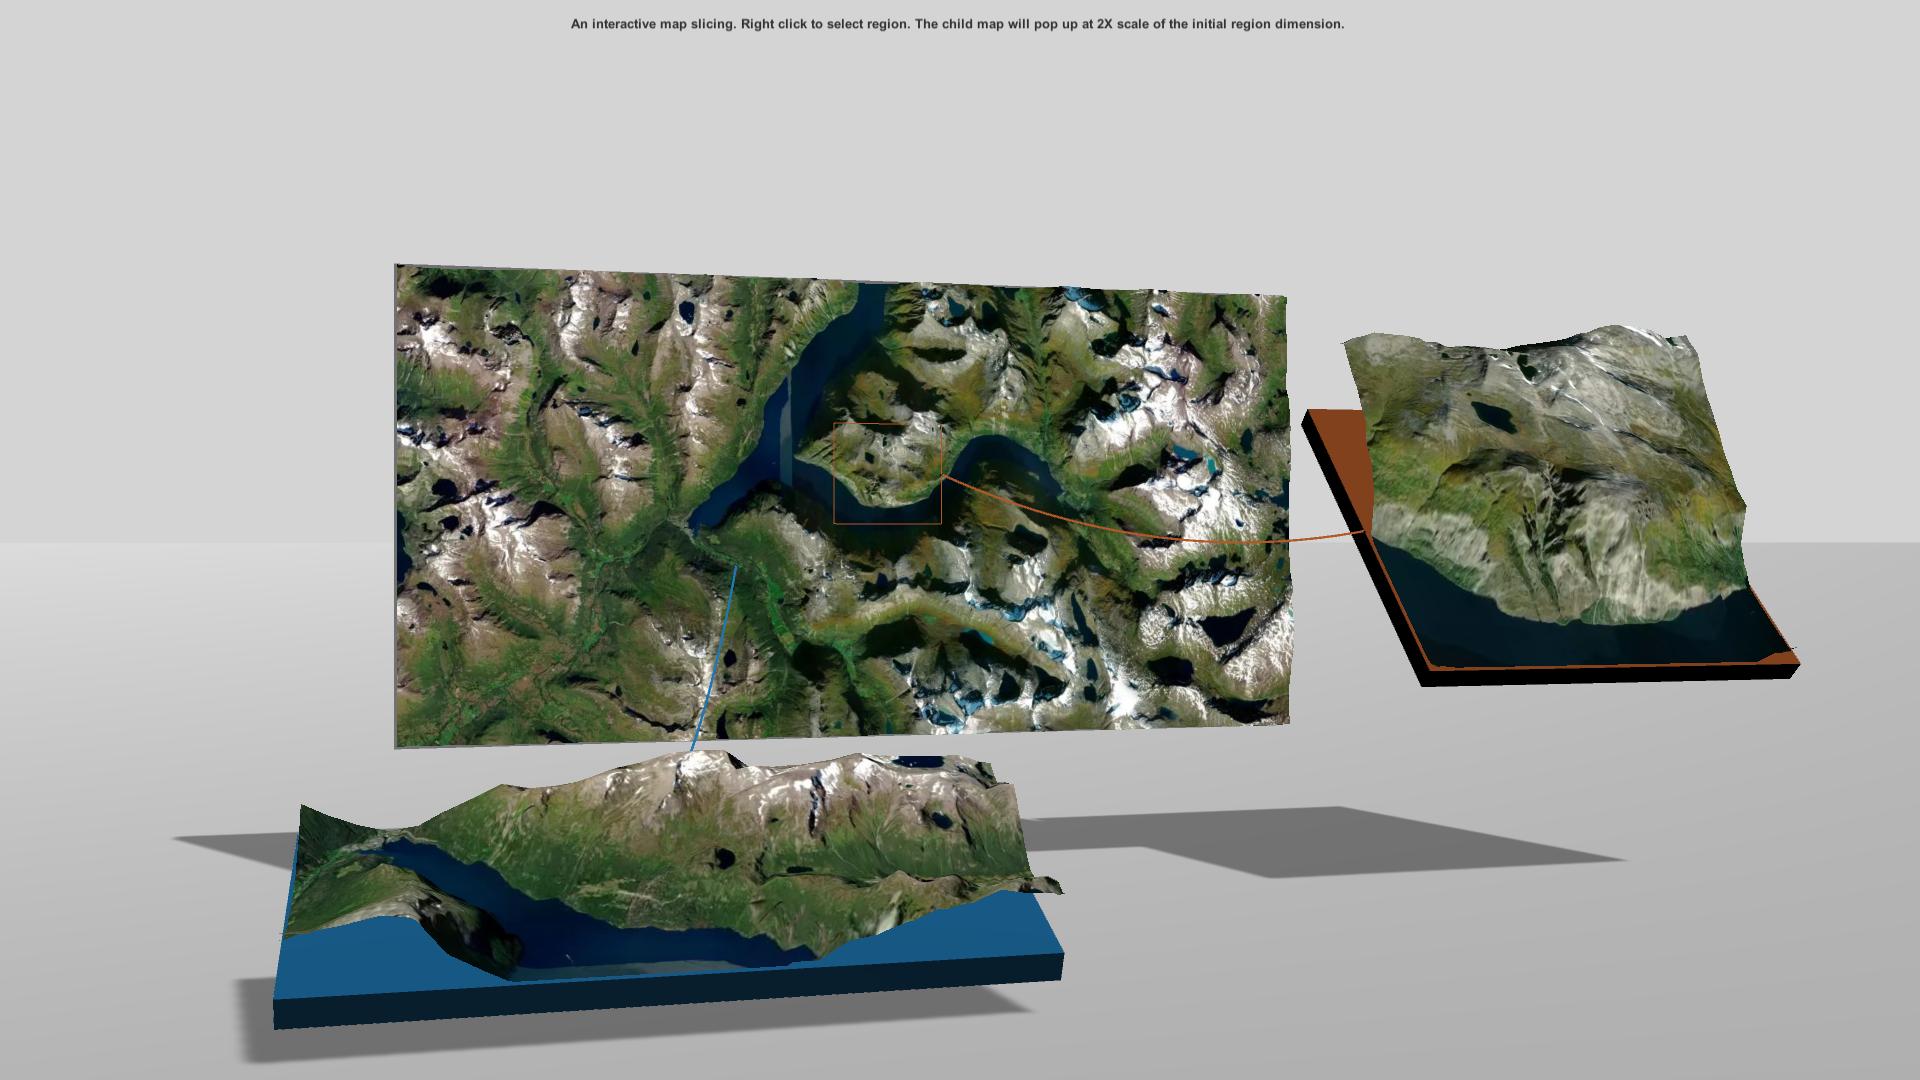 An interactive map slicing. Right click to select region. The child map will pop up at 2X scale of the initial region dimension.